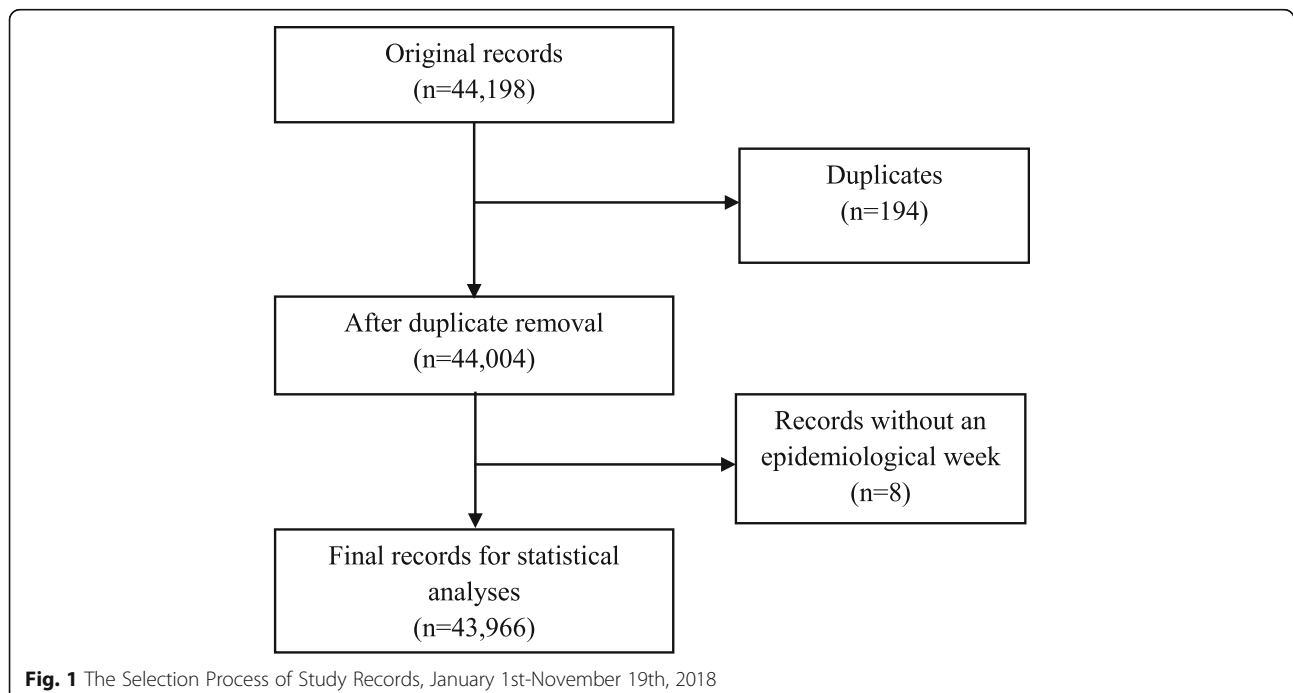 Original records
(n=44,198)
Duplicates
(n=194)
After duplicate removal
(n=44,004)
Records without an
epidemiological week
(n=8)
Final records for statistical
analyses
(n=43,966)
Fig. 1 The Selection Process of Study Records, January 1st-November 19th, 2018